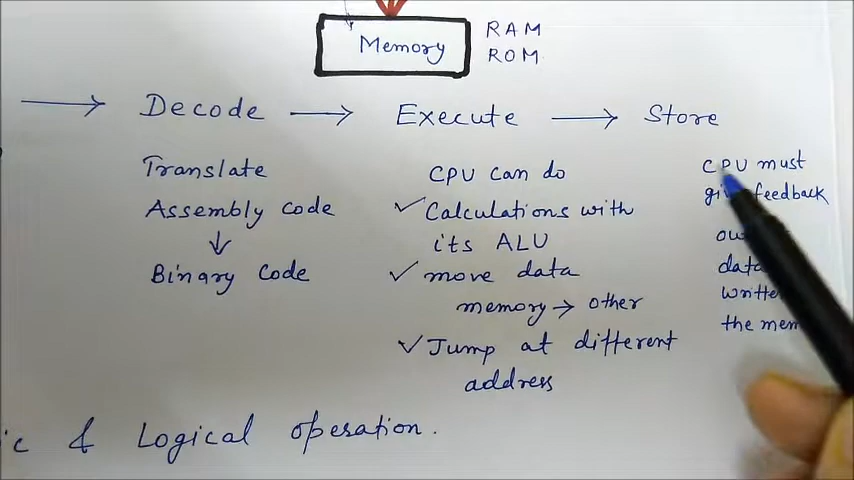 Memory
RAM
ROM
Decode
Execute
Store
Translate
Assembly code
Binary Code
CPU can do
Calculations with
its ALU
move data
memory → other
Jump at different
address
CPU must
feedback
the
& Logical operation.